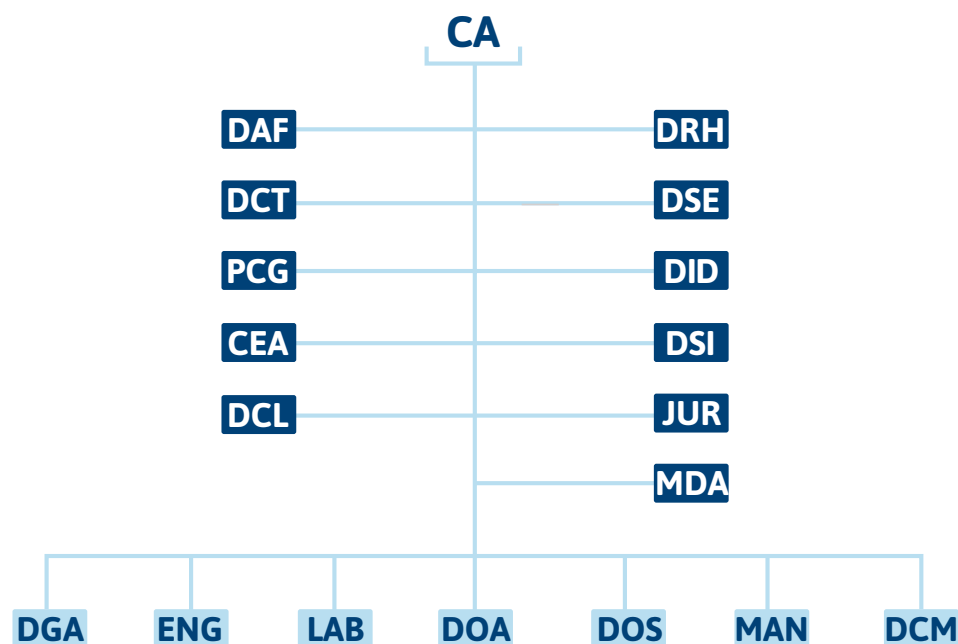 CA
DAF DRH
DCT DSE
PCG DID
CEA DSI
DCL JUR
MDA
DGA ENG LAB DOA DOS MAN DCM